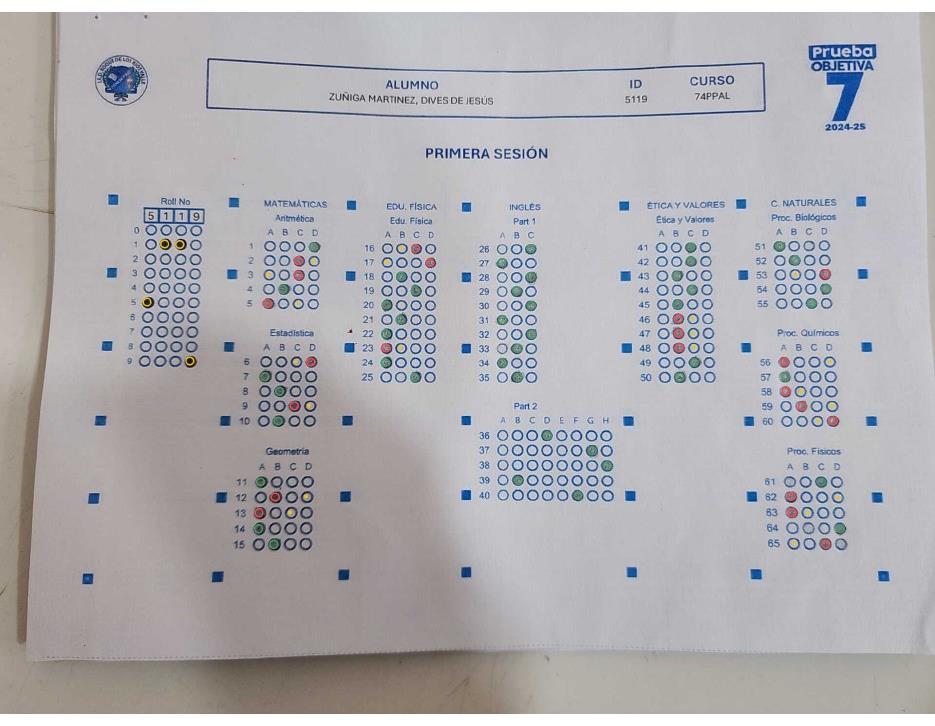 I.E.D. ROQUE DE LOS RIOS VALLE
Prueba
OBJETIVA
7
2024-25
ALUMNO ID CURSO
ZUÑIGA MARTINEZ, DIVES DE JESÚS 5119 74PPAL
PRIMERA SESIÓN
Roll No
5 1 1 9
0
1
2
3
4
5
6
7
8
9
MATEMÁTICAS
Aritmética
A B C D
1
2
3
4
5
Estadística
A B C D
6
7
8
9
10
Geometría
A B C D
11
12
13
14
15
EDU. FÍSICA
Edu. Física
A B C D
16
17
18
19
20
21
22
23
24
25
INGLÉS
Part 1
A B C
26
27
28
29
30
31
32
33
34
35
Part 2
A B C D E F G H
36
37
38
39
40
ÉTICA Y VALORES
Ética y Valores
A B C D
41
42
43
44
45
46
47
48
49
50
C. NATURALES
Proc. Biológicos
A B C D
51
52
53
54
55
Proc. Químicos
A B C D
56
57
58
59
60
Proc. Físicos
A B C D
61
62
63
64
65